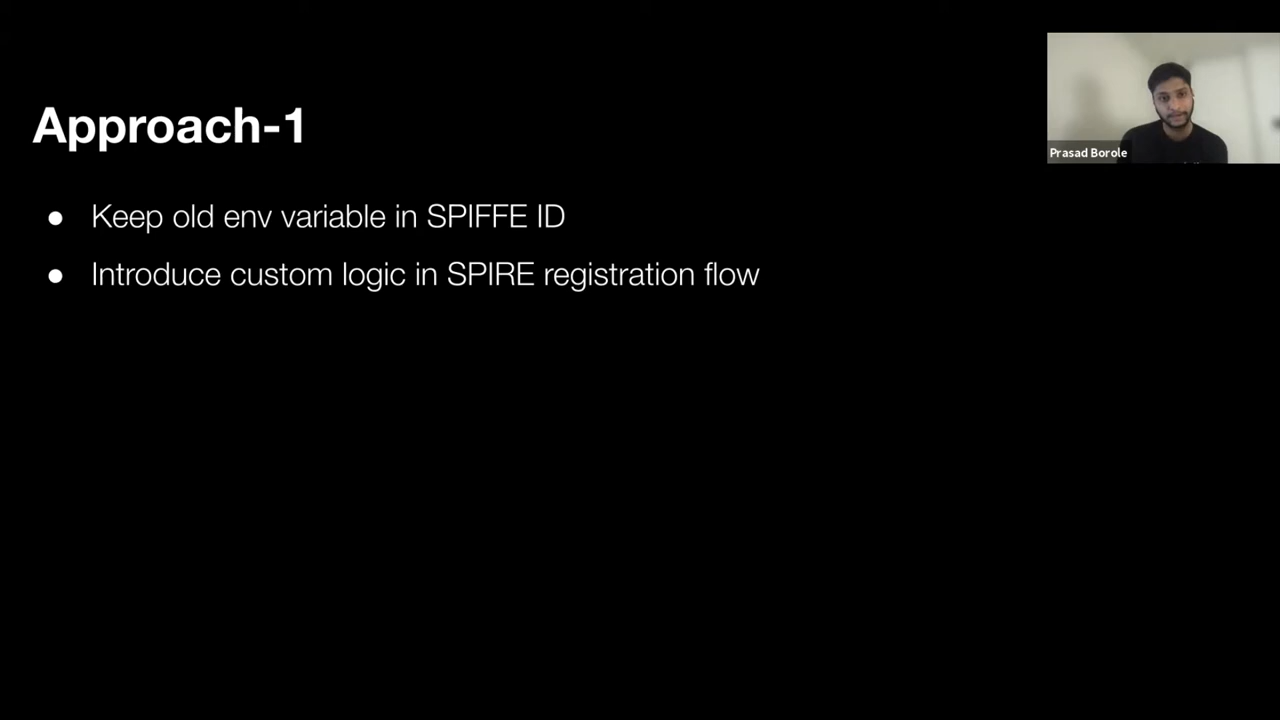 Approach-1
Prasad Borole
● Keep old env variable in SPIFFE ID
● Introduce custom logic in SPIRE registration flow